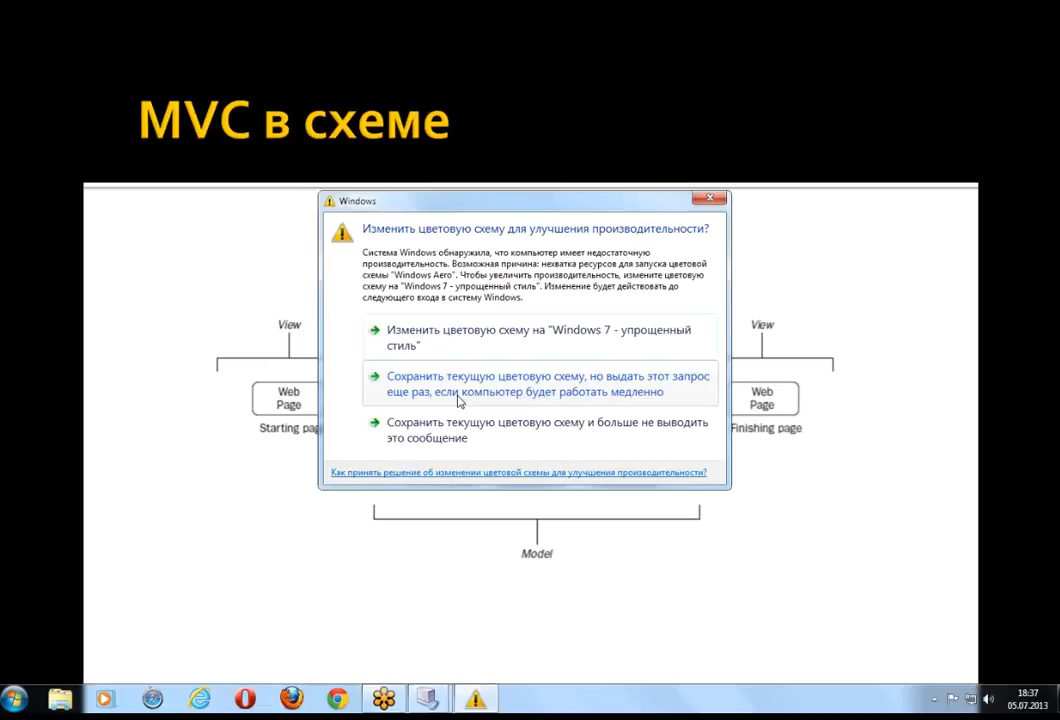 MVC в схеме
Windows
Изменить цветовую схему для улучшения производительности?
Система Windows обнаружила, что компьютер имеет недостаточную
производительность. Возможная причина: нехватка ресурсов для запуска цветовой
схемы "Windows Aero". Чтобы увеличить производительность, измените цветовую
схему на "Windows 7 - упрощенный стиль". Изменение будет действовать до
следующего входа в систему Windows.
Изменить цветовую схему на "Windows 7 - упрощенный
стиль"
Сохранить текущую цветовую схему, но выдать этот запрос
еще раз, если компьютер будет работать медленно
Сохранить текущую цветовую схему и больше не выводить
это сообщение
Как принять решение об изменении цветовой схемы для улучшения производительности?
View
Web
Page
Starting pag
View
Web
Page
Finishing page
Model
18:37
05.07.2013